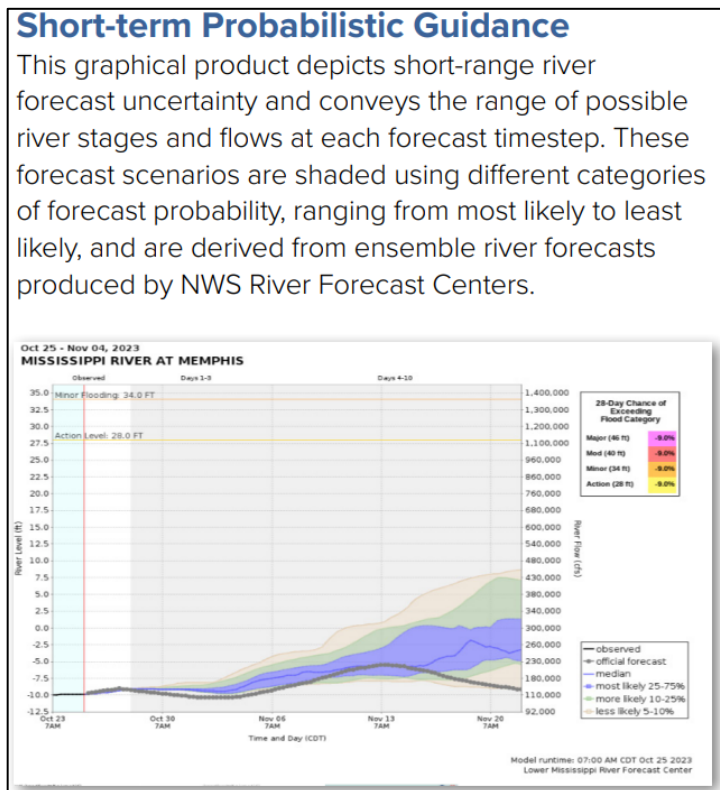 Short-term Probabilistic Guidance
This graphical product depicts short-range river
forecast uncertainty and conveys the range of possible
river stages and flows at each forecast timestep. These
forecast scenarios are shaded using different categories
of forecast probability, ranging from most likely to least
likely, and are derived from ensemble river forecasts
produced by NWS River Forecast Centers.
Oct 25 - Nov 04, 2023
MISSISSIPPI RIVER AT MEMPHIS
Observed
Days 1-3
Days 4-10
35.0
32.5
30.0
27.5
25.0
22.5
20.0
17.5
15.0
12.5
10.0
7.5
5.0
2.5
0.0
-2.5
-5.0
-7.5
-10.0
-12.5
River Level (ft)
Minor Flooding: 34.0 FT
Action Level: 28.0 FT
1,400,000
1,300,000
1,200,000
1,100,000
960,000
860,000
760,000
680,000
600,000
540,000
480,000
430,000
380,000
340,000
300,000
260,000
230,000
180,000
110,000
92,000
River Flow (cfs)
Oct 23
7AM
Oct 30
7AM
Nov 06
7AM
Nov 13
7AM
Nov 20
7AM
Time and Day (CDT)
28-Day Chance of
Exceeding
Flood Category
Major (46 ft) -9.0%
Mod (40 ft) -9.0%
Minor (34 ft) -9.0%
Action (28 ft) -9.0%
observed
official forecast
median
most likely 25-75%
more likely 10-25%
less likely 5-10%
Model runtime: 07:00 AM CDT Oct 25 2023
Lower Mississippi River Forecast Center